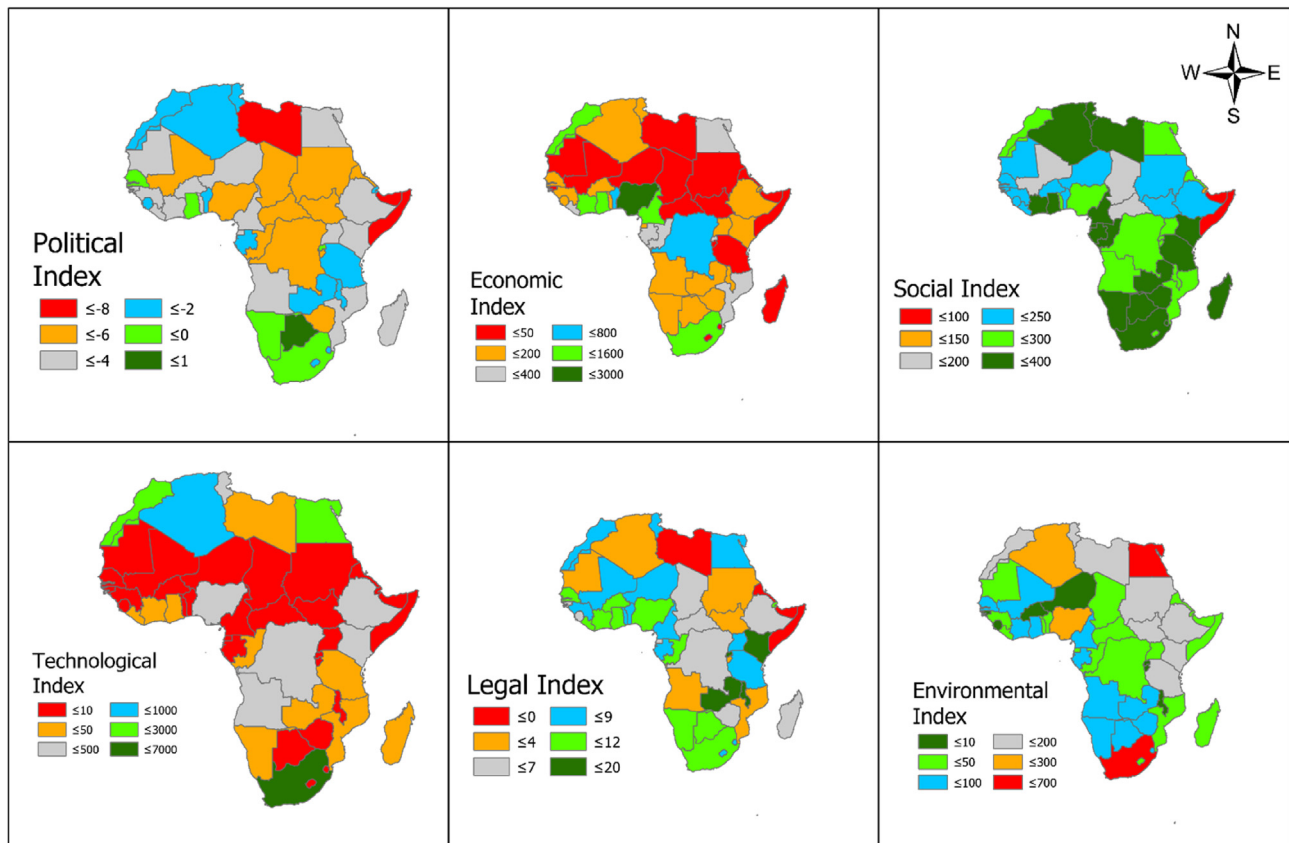 N
W E
S
Political
Index
≤-8 ≤-2
≤-6 ≤0
≤-4 ≤1
Economic
Index
≤50 ≤800
≤200 ≤1600
≤400 ≤3000
Social Index
≤100 ≤250
≤150 ≤300
≤200 ≤400
Technological
Index
≤10 ≤1000
≤50 ≤3000
≤500 ≤7000
Legal Index
≤0 ≤9
≤4 ≤12
≤7 ≤20
Environmental
Index
≤10 ≤200
≤50 ≤300
≤100 ≤700